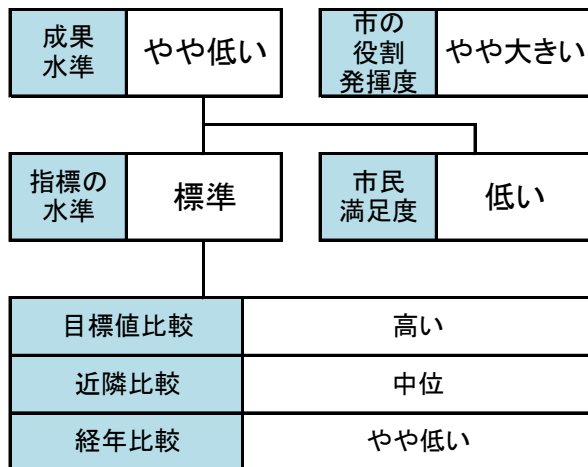 成果
水準
やや低い
市の
役割
発揮度
やや大きい
指標の
水準
標準
市民
満足度
低い
目標値比較
高い
近隣比較
中位
経年比較
やや低い